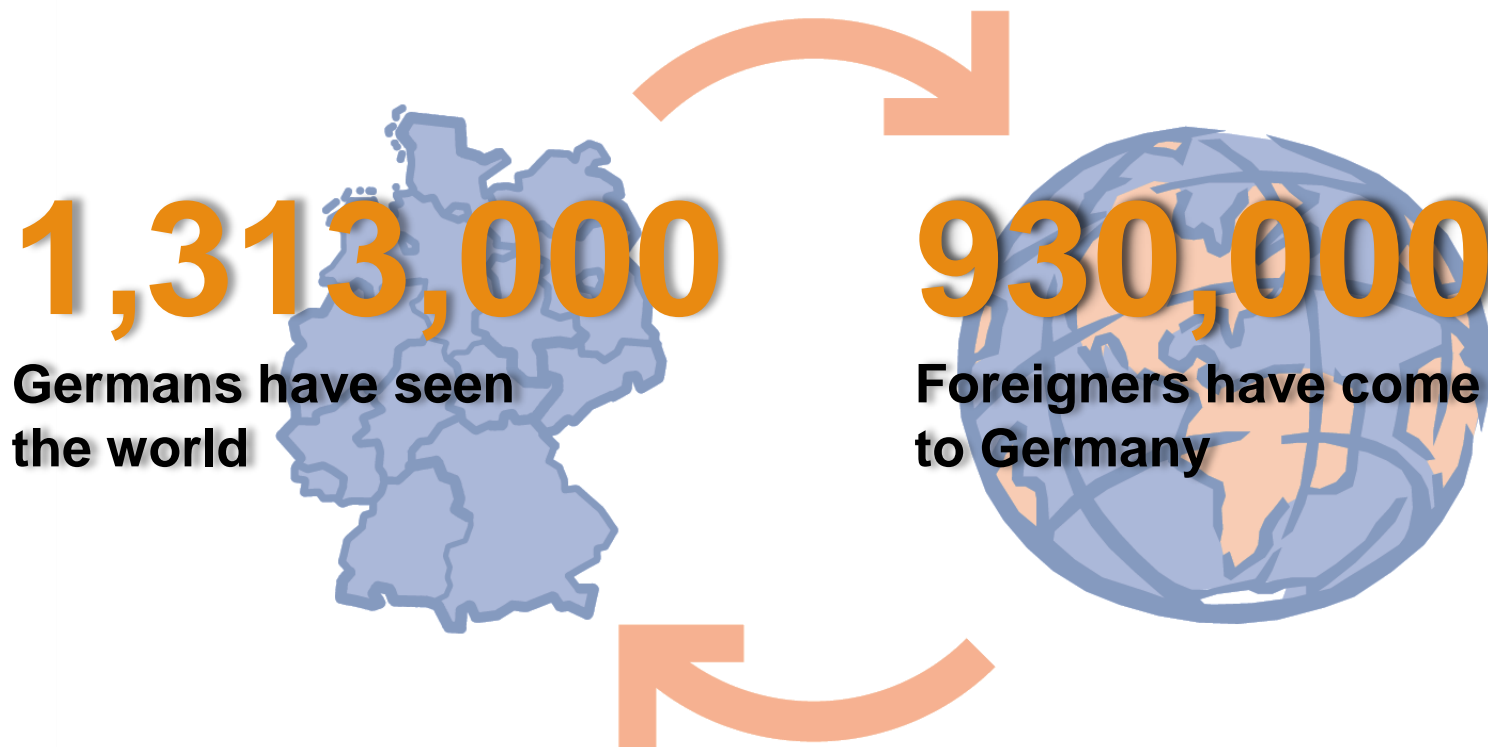 1,313,000
Germans have seen
the world
930,000
Foreigners have come
to Germany